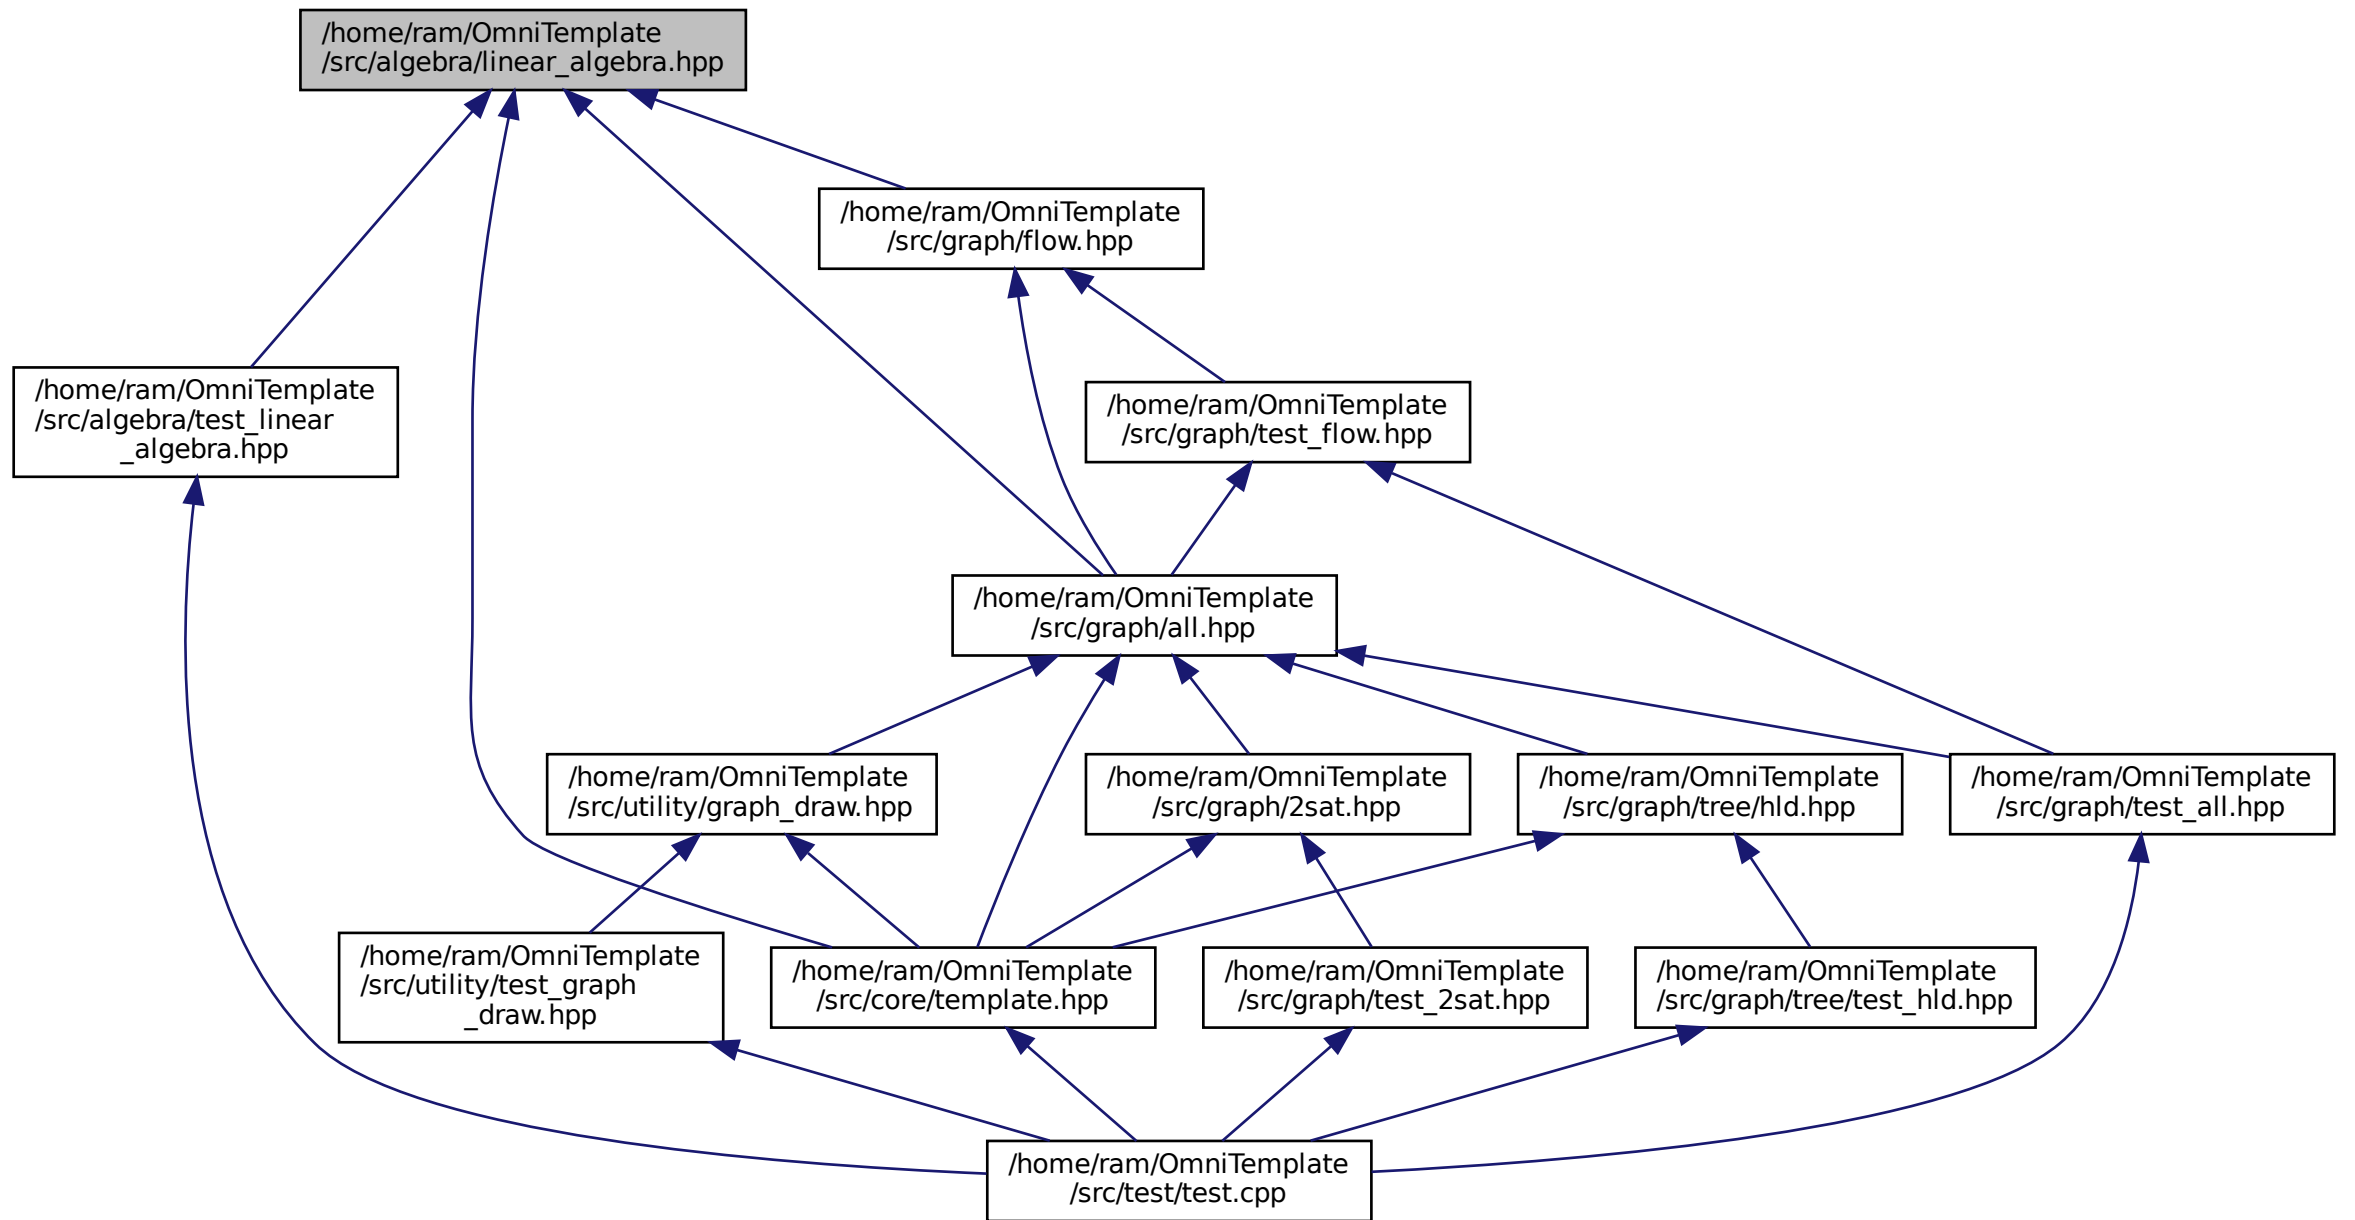 /home/ram/OmniTemplate
/src/algebra/linear_algebra.hpp
/home/ram/OmniTemplate
/src/graph/flow.hpp
/home/ram/OmniTemplate
/src/algebra/test_linear
_algebra.hpp
/home/ram/OmniTemplate
/src/graph/test_flow.hpp
/home/ram/OmniTemplate
/src/graph/all.hpp
/home/ram/OmniTemplate
/src/utility/graph_draw.hpp
/home/ram/OmniTemplate
/src/graph/2sat.hpp
/home/ram/OmniTemplate
/src/graph/tree/hld.hpp
/home/ram/OmniTemplate
/src/graph/test_all.hpp
/home/ram/OmniTemplate
/src/utility/test_graph
_draw.hpp
/home/ram/OmniTemplate
/src/core/template.hpp
/home/ram/OmniTemplate
/src/graph/test_2sat.hpp
/home/ram/OmniTemplate
/src/graph/tree/test_hld.hpp
/home/ram/OmniTemplate
/src/test/test.cpp